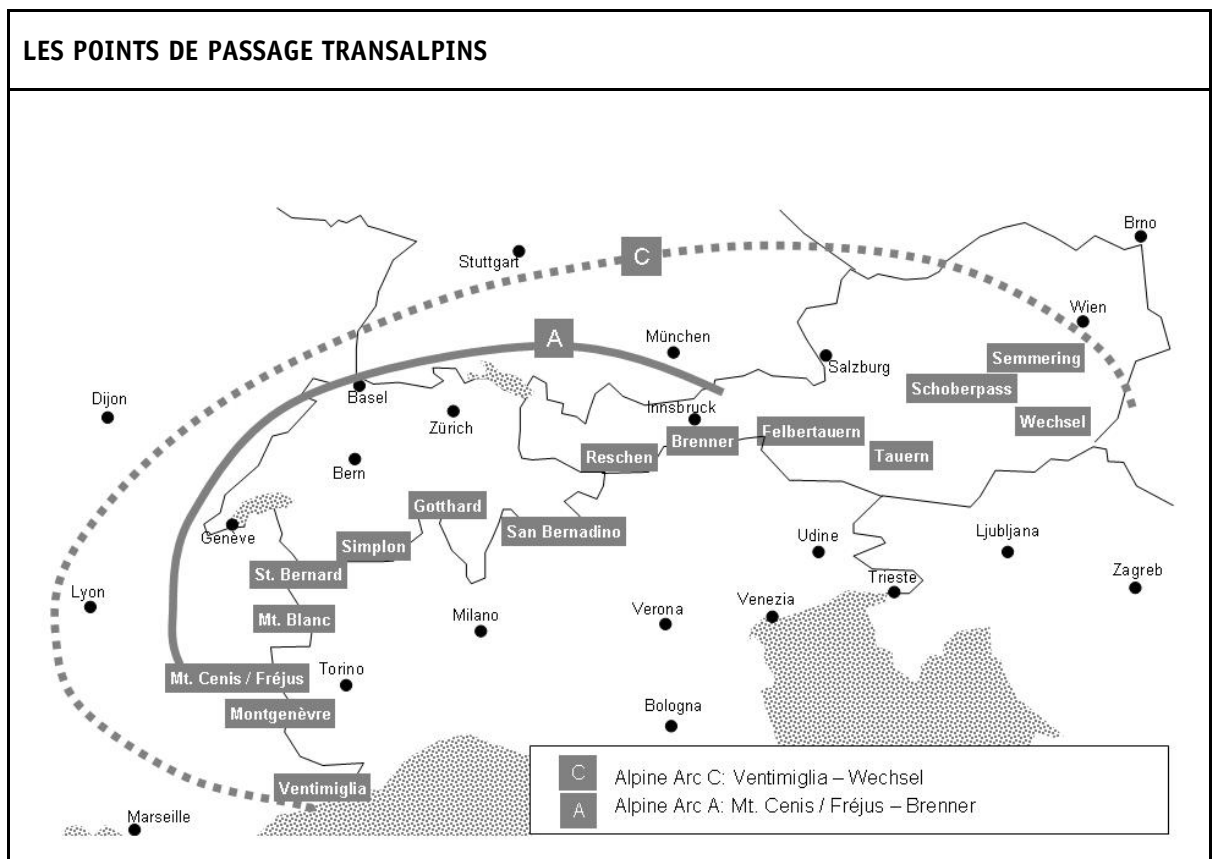 LES POINTS DE PASSAGE TRANSALPINS
Brno
Stuttgart
C
Wien
A
München
Semmering
Salzburg
Schoberpass
Basel
Dijon
Zürich
Innsbruck
Felbertauern
Wechsel
Brenner
Reschen
Tauern
Bern
Gotthard
Genève
San Bernadino
Simplon
Udine
Ljubljana
St. Bernard
Trieste
Zagreb
Lyon
Mt. Blanc
Milano
Verona
Venezia
Mt. Cenis / Fréjus
Torino
Montgenèvre
Bologna
Ventimiglia
Marseille
C Alpine Arc C: Ventimiglia – Wechsel
A Alpine Arc A: Mt. Cenis / Fréjus – Brenner